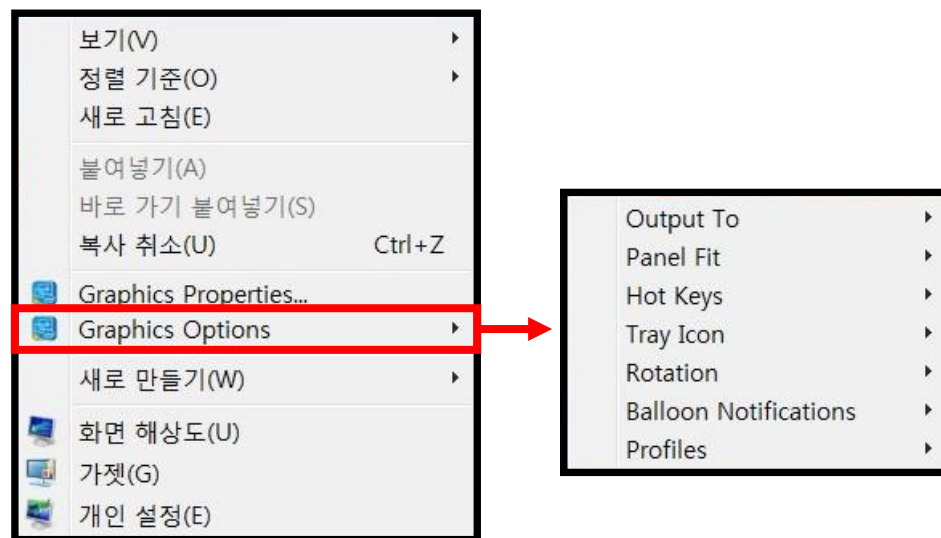 보기(V)
정렬 기준(O)
새로 고침(E)
붙여넣기(A)
바로 가기 붙여넣기(S)
복사 취소(U) Ctrl+Z
Graphics Properties...
Graphics Options
새로 만들기(W)
화면 해상도(U)
가젯(G)
개인 설정(E)
Output To
Panel Fit
Hot Keys
Tray Icon
Rotation
Balloon Notifications
Profiles